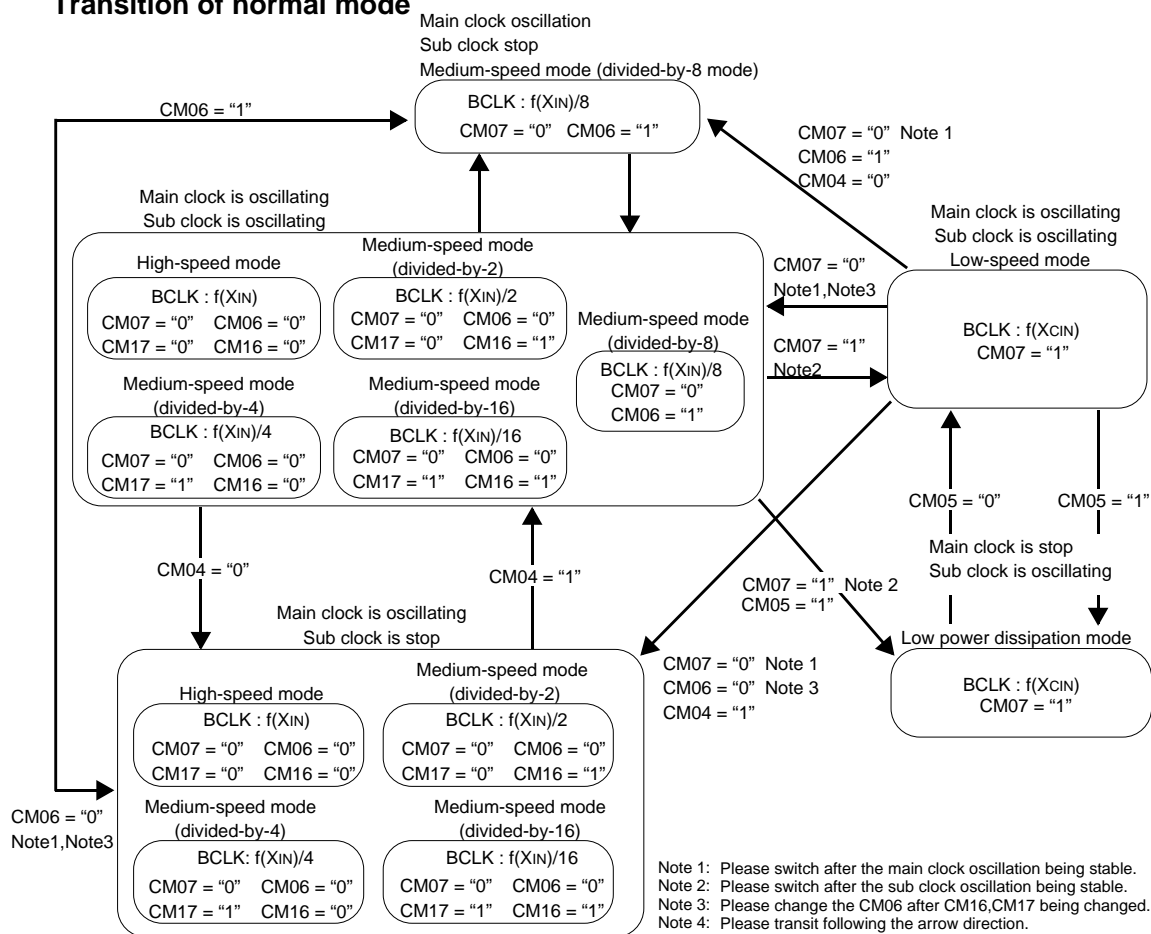 Transition of normal mode
Main clock oscillation
Sub clock stop
Medium-speed mode (divided-by-8 mode)
BCLK : f(XIN)/8
CM07 = “0” CM06 = “1”
CM06 = “1”
CM07 = “0” Note 1
CM06 = “1”
CM04 = “0”
Main clock is oscillating
Sub clock is oscillating
High-speed mode
BCLK : f(XIN)
CM07 = “0” CM06 = “0”
CM17 = “0” CM16 = “0”
Medium-speed mode
(divided-by-2)
BCLK : f(XIN)/2
CM07 = “0” CM06 = “0”
CM17 = “0” CM16 = “1”
Medium-speed mode
(divided-by-8)
BCLK : f(XIN)/8
CM07 = “0”
CM06 = “1”
Medium-speed mode
(divided-by-4)
BCLK : f(XIN)/4
CM07 = “0” CM06 = “0”
CM17 = “1” CM16 = “0”
Medium-speed mode
(divided-by-16)
BCLK : f(XIN)/16
CM07 = “0” CM06 = “0”
CM17 = “1” CM16 = “1”
CM07 = “0”
Note1,Note3
CM07 = “1”
Note2
Main clock is oscillating
Sub clock is oscillating
Low-speed mode
BCLK : f(XCIN)
CM07 = “1”
CM05 = “0”
CM05 = “1”
Main clock is stop
Sub clock is oscillating
Low power dissipation mode
BCLK : f(XCIN)
CM07 = “1”
CM07 = “1” Note 2
CM05 = “1”
CM04 = “0”
CM04 = “1”
CM07 = “0” Note 1
CM06 = “0” Note 3
CM04 = “1”
Main clock is oscillating
Sub clock is stop
High-speed mode
BCLK : f(XIN)
CM07 = “0” CM06 = “0”
CM17 = “0” CM16 = “0”
Medium-speed mode
(divided-by-2)
BCLK : f(XIN)/2
CM07 = “0” CM06 = “0”
CM17 = “0” CM16 = “1”
CM06 = “0”
Note1,Note3
Medium-speed mode
(divided-by-4)
BCLK: f(XIN)/4
CM07 = “0” CM06 = “0”
CM17 = “1” CM16 = “0”
Medium-speed mode
(divided-by-16)
BCLK : f(XIN)/16
CM07 = “0” CM06 = “0”
CM17 = “1” CM16 = “1”
Note 1: Please switch after the main clock oscillation being stable.
Note 2: Please switch after the sub clock oscillation being stable.
Note 3: Please change the CM06 after CM16,CM17 being changed.
Note 4: Please transit following the arrow direction.